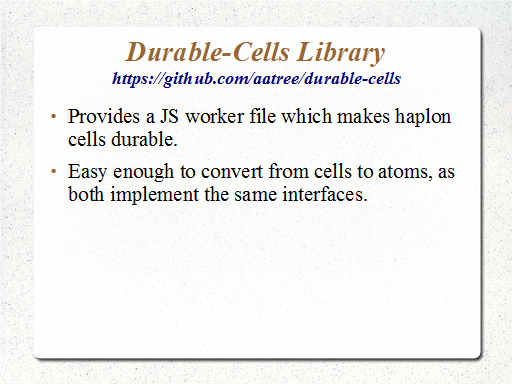 Durable-Cells Library
https://github.com/aatree/durable-cells
• Provides a JS worker file which makes haplon
cells durable.
• Easy enough to convert from cells to atoms, as
both implement the same interfaces.